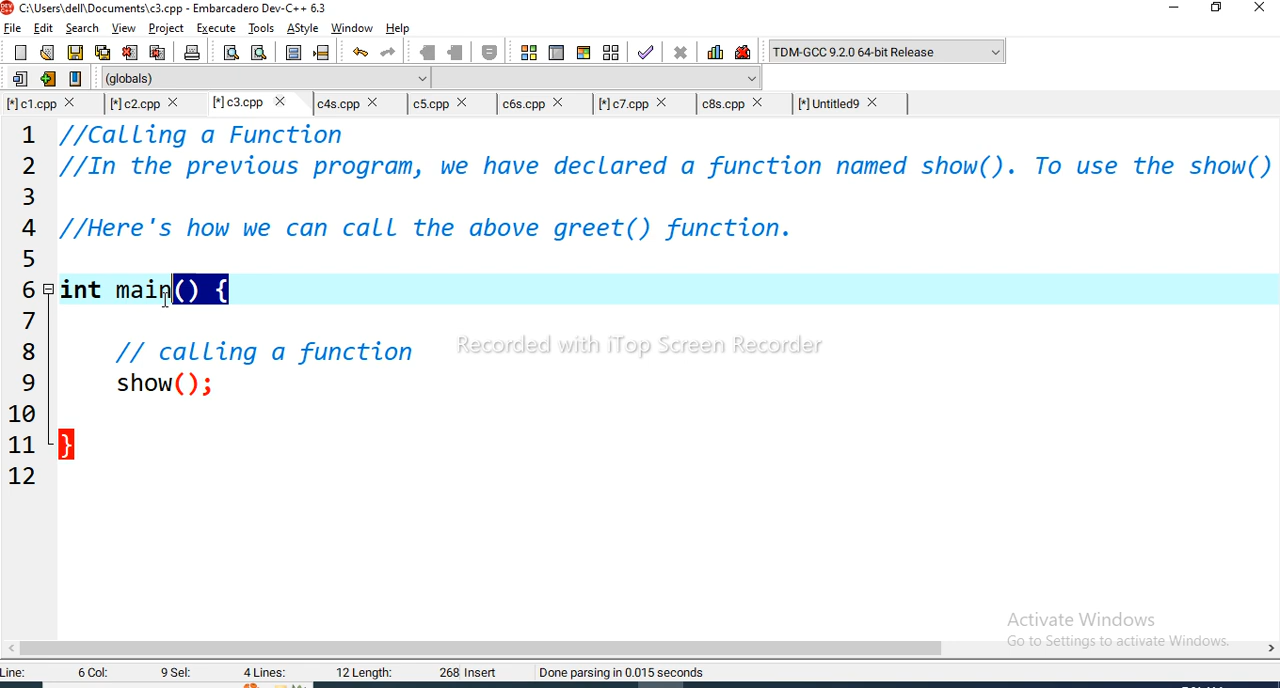 C:\Users\dell\Documents\c3.cpp - Embarcadero Dev-C++ 6.3
File Edit Search View Project Execute Tools AStyle Window Help
TDM-GCC 9.2.0 64-bit Release
(globals)
[*] c1.cpp [*] c2.cpp [*] c3.cpp c4s.cpp c5.cpp c6s.cpp [*] c7.cpp c8s.cpp [*] Untitled9
1 //Calling a Function
2 //In the previous program, we have declared a function named show(). To use the show()
3
4 //Here's how we can call the above greet() function.
5
6 int main() {
7
8 // calling a function
9 show();
10
11 }
12
Recorded with iTop Screen Recorder
Activate Windows
Go to Settings to activate Windows.
Line: 6 Col: 9 Sel: 4 Lines: 12 Length: 268 Insert Done parsing in 0.015 seconds